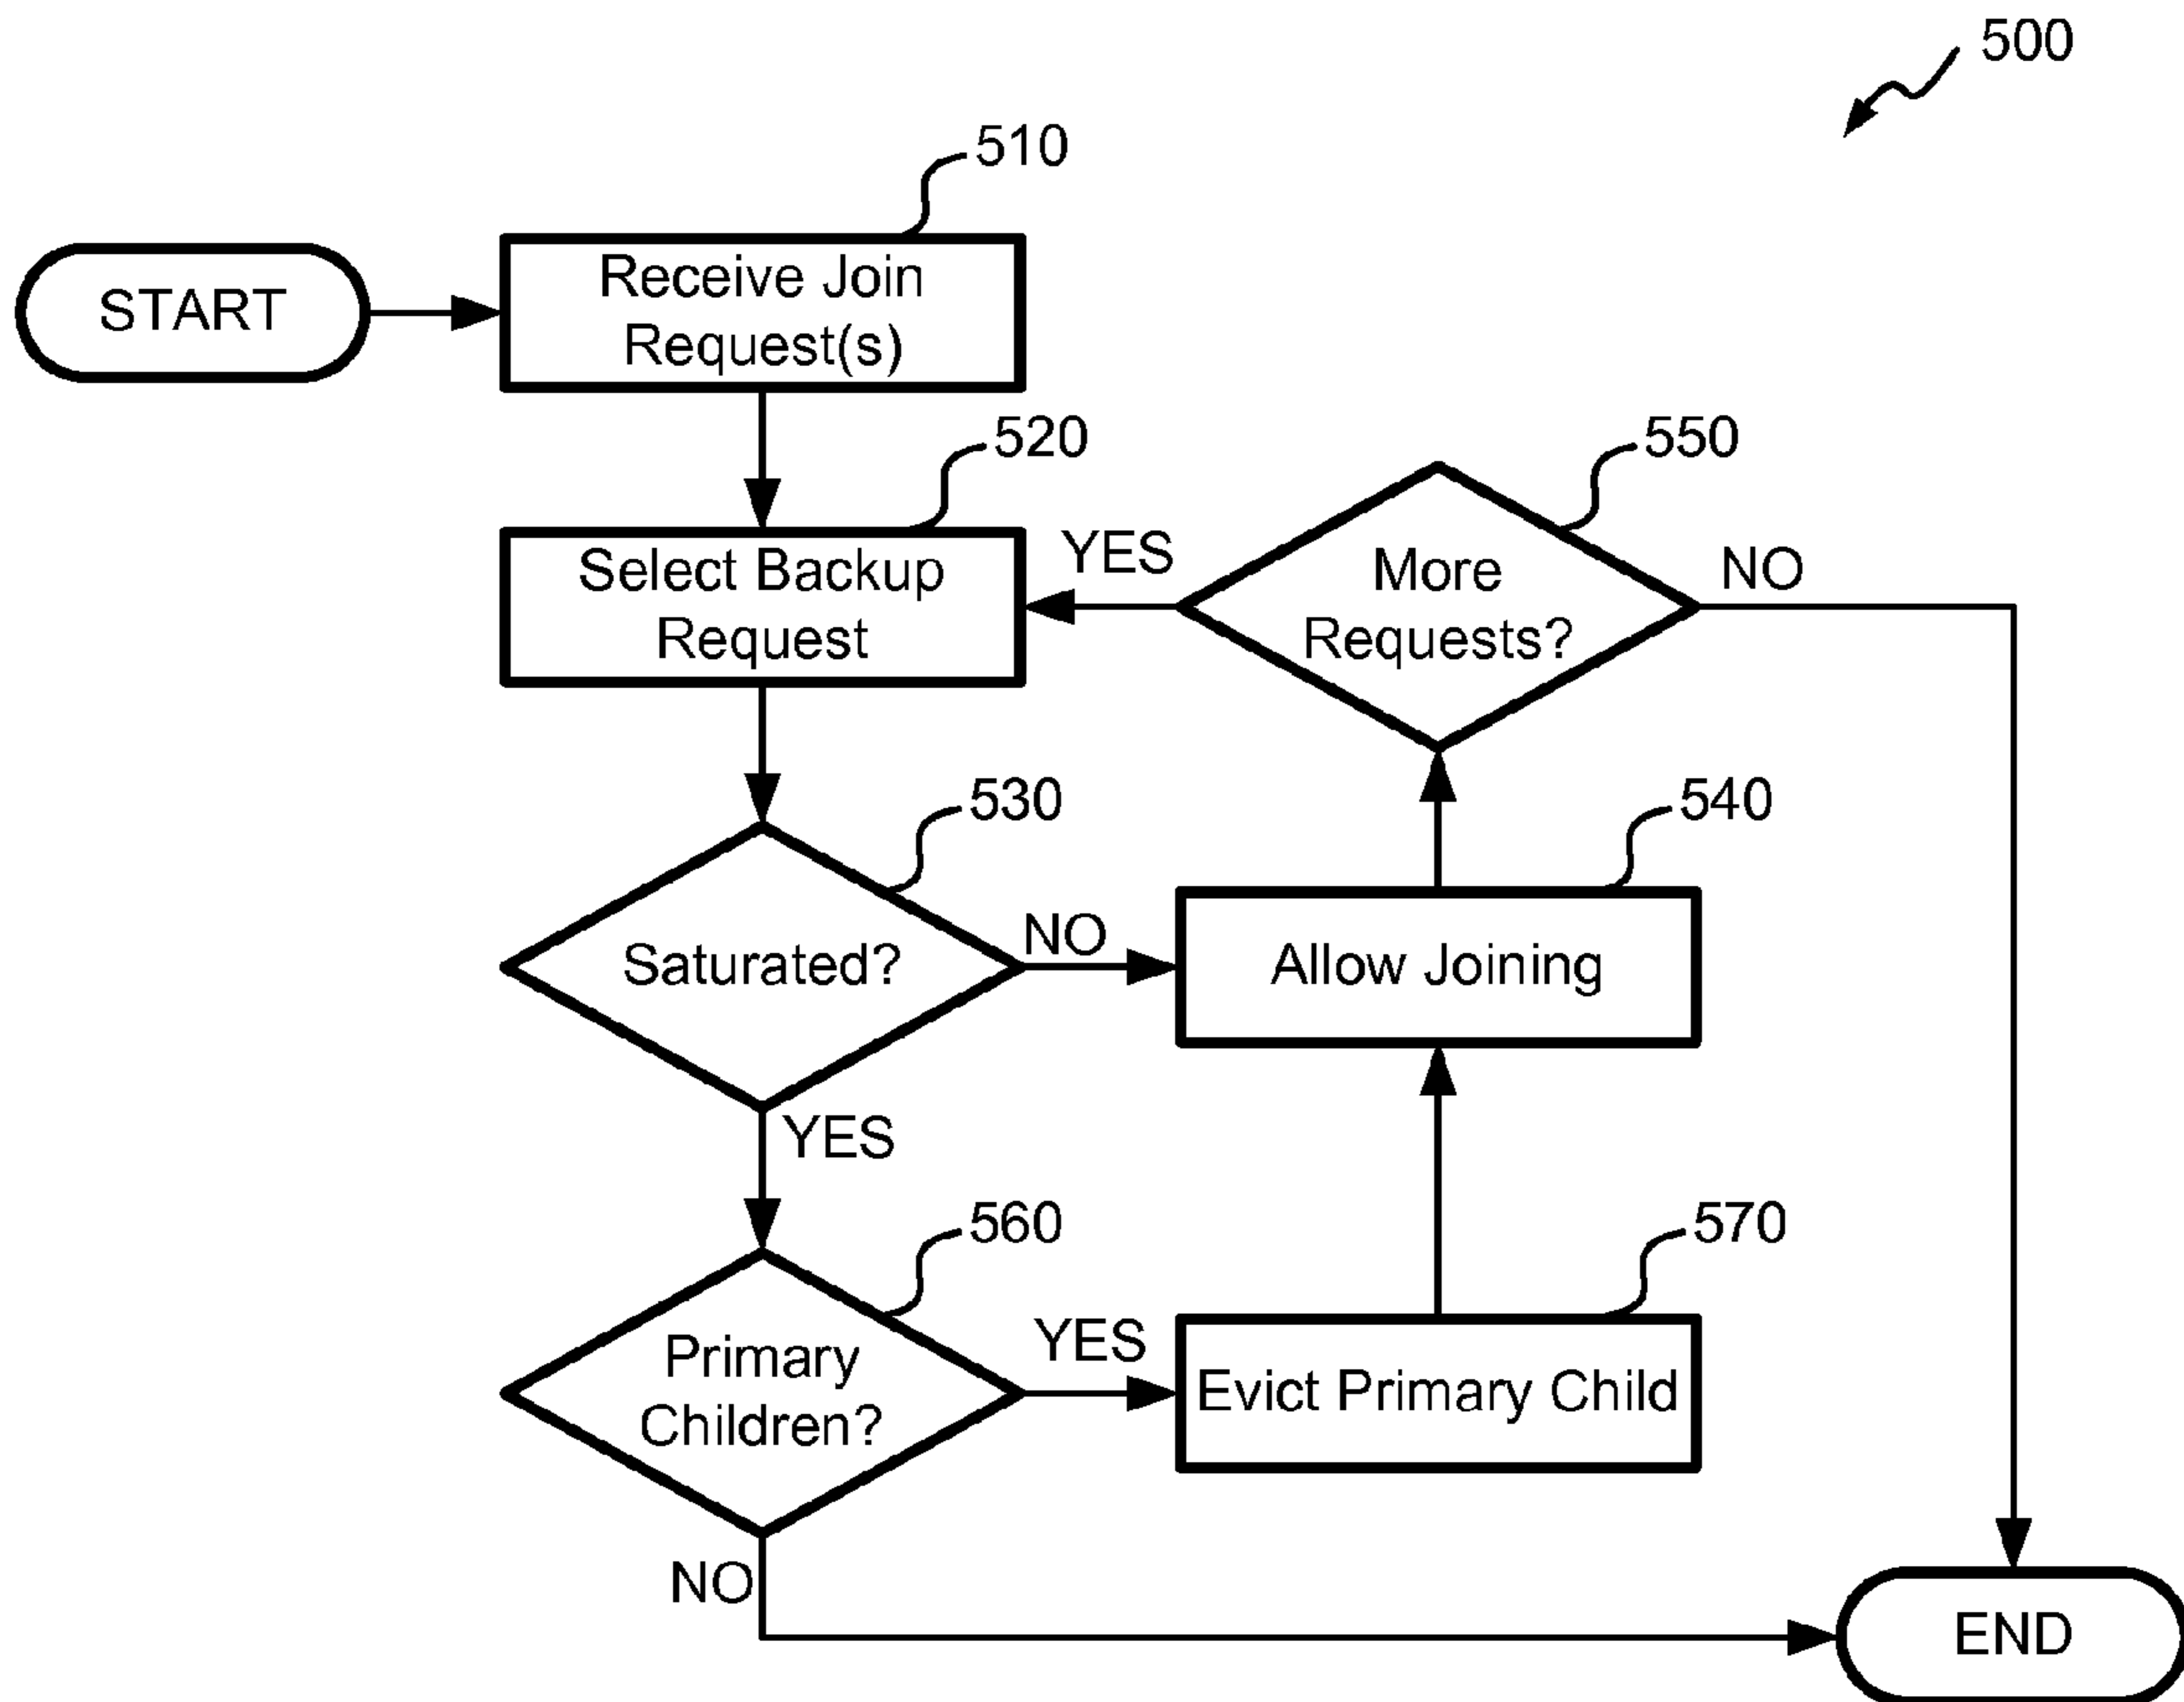 500
510
START
Receive Join
Request(s)
520
550
Select Backup
Request
YES
More
Requests?
NO
530
540
Saturated?
NO
Allow Joining
YES
560
570
Primary
Children?
YES
Evict Primary Child
NO
END